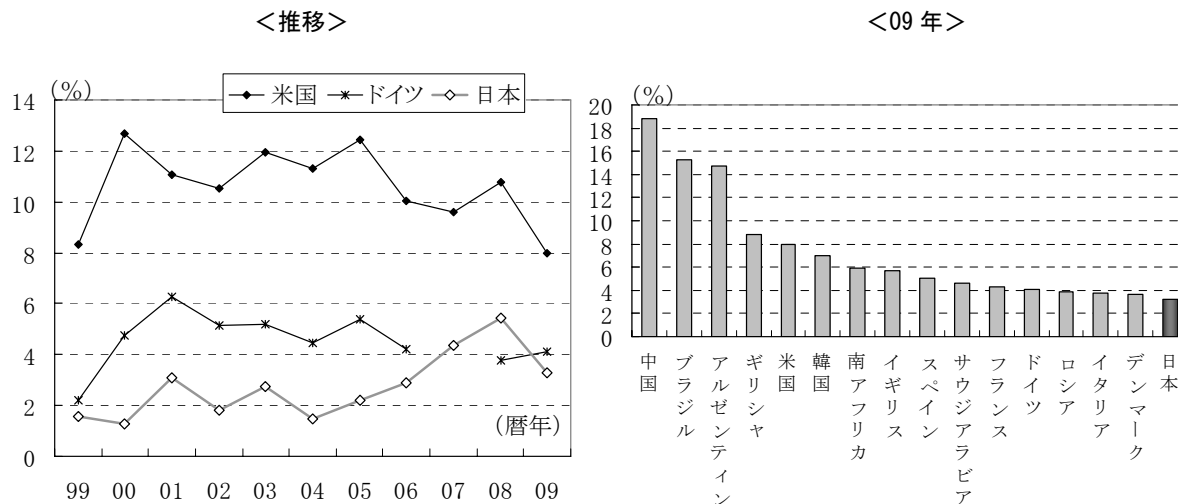 <推移>
(%)
米国 ドイツ 日本
14
12
10
8
6
4
2
0
(暦年)
99 00 01 02 03 04 05 06 07 08 09
<09年>
(%)
20
18
16
14
12
10
8
6
4
2
0
中国
ブラジル
アルゼンティン
ギリシャ
米国
韓国
南アフリカ
イギリス
スペイン
サウジアラビア
フランス
ドイツ
ロシア
イタリア
デンマーク
日本